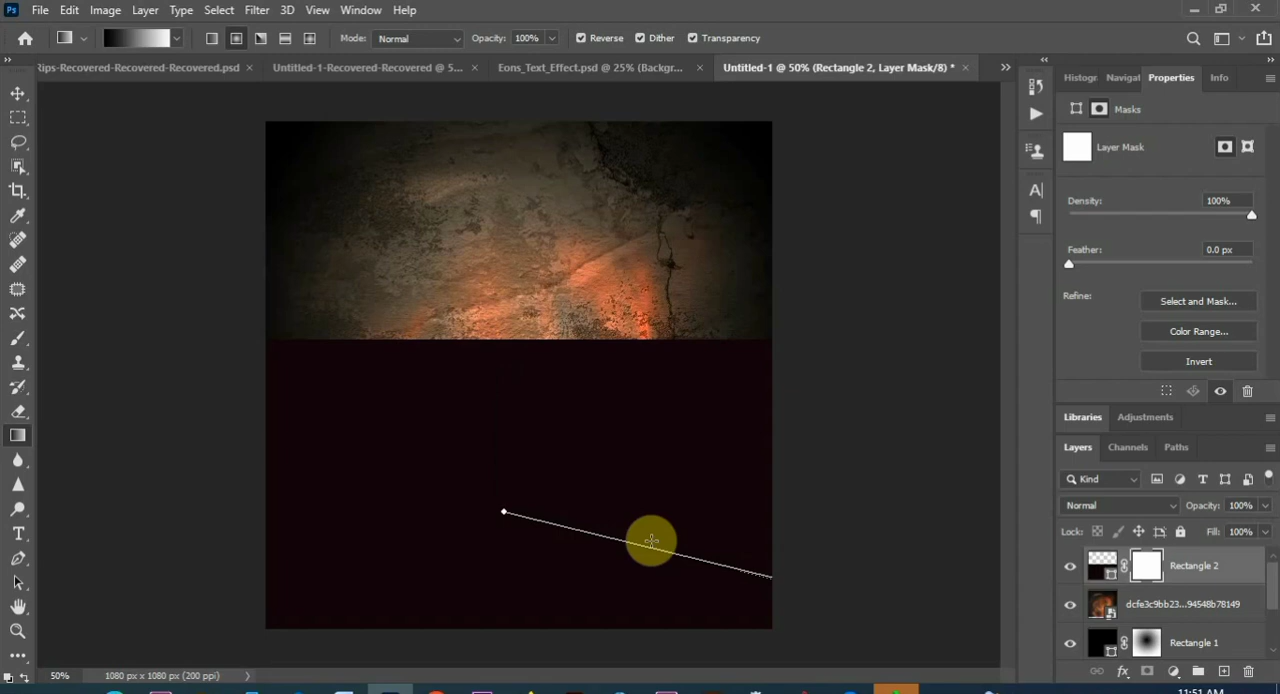 Ps File Edit Image Layer Type Select Filter 3D View Window Help
Mode: Normal Opacity: 100% Reverse Dither Transparency
Rips-Recovered-Recovered-Recovered.psd Untitled-1-Recovered-Recovered @ 5... Eons_Text_Effect.psd @ 25% (Backgr... Untitled-1 @ 50% (Rectangle 2, Layer Mask/8) *
Histogr Navigat Properties Info
Masks
Layer Mask
Density: 100%
Feather: 0.0 px
Refine: Select and Mask...
Color Range...
Invert
Libraries Adjustments
Layers Channels Paths
Kind
Normal Opacity: 100%
Lock: Fill: 100%
Rectangle 2
dcfe3c9bb23...94548b78149
Rectangle 1
50% 1080 px x 1080 px (200 ppi)
11:51 AM